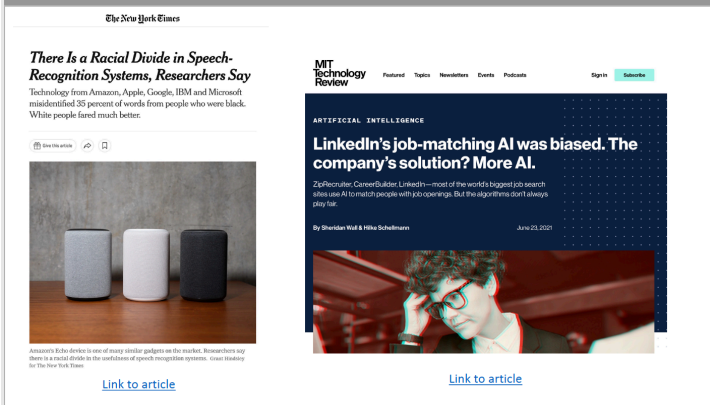 The New York Times
There Is a Racial Divide in Speech-
Recognition Systems, Researchers Say
Technology from Amazon, Apple, Google, IBM and Microsoft
misidentified 35 percent of words from people who were black.
White people fared much better.
Give this article
Amazon's Echo device is one of many similar gadgets on the market. Researchers say
there is a racial divide in the usefulness of speech recognition systems. Grant Hindsley
for The New York Times
Link to article
MIT
Technology
Review
Featured Topics Newsletters Events Podcasts
Sign in Subscribe
ARTIFICIAL INTELLIGENCE
LinkedIn's job-matching AI was biased. The
company's solution? More AI.
ZipRecruiter, CareerBuilder, LinkedIn—most of the world's biggest job search
sites use AI to match people with job openings. But the algorithms don't always
play fair.
By Sheridan Wall & Hilke Schellmann June 23, 2021
Link to article